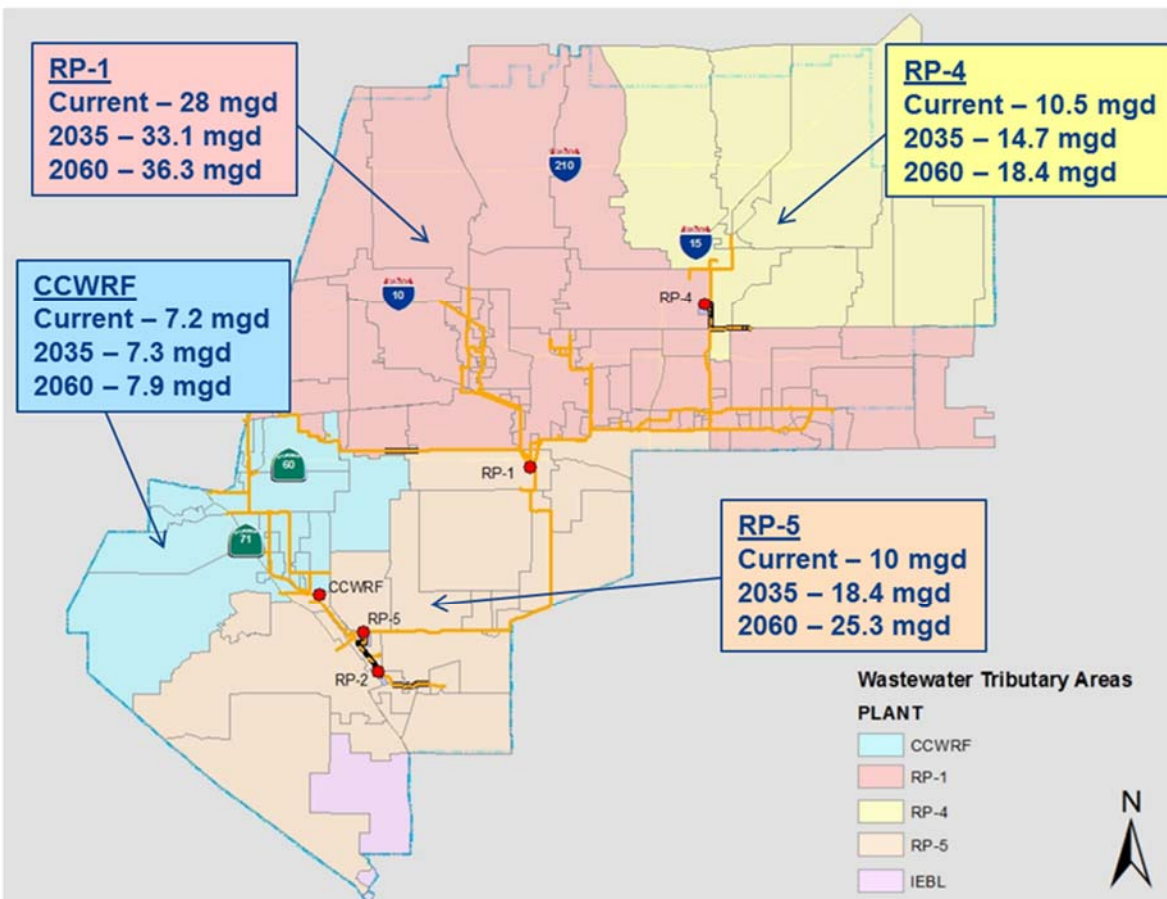 RP-1
Current – 28 mgd
2035 – 33.1 mgd
2060 – 36.3 mgd
RP-4
Current – 10.5 mgd
2035 – 14.7 mgd
2060 – 18.4 mgd
210
15
CCWRF
Current – 7.2 mgd
2035 – 7.3 mgd
2060 – 7.9 mgd
10
RP-4
60
RP-1
71
RP-5
Current – 10 mgd
2035 – 18.4 mgd
2060 – 25.3 mgd
CCWRF
RP-5
RP-2
Wastewater Tributary Areas
PLANT
CCWRF
RP-1
RP-4
RP-5
IEBL
N